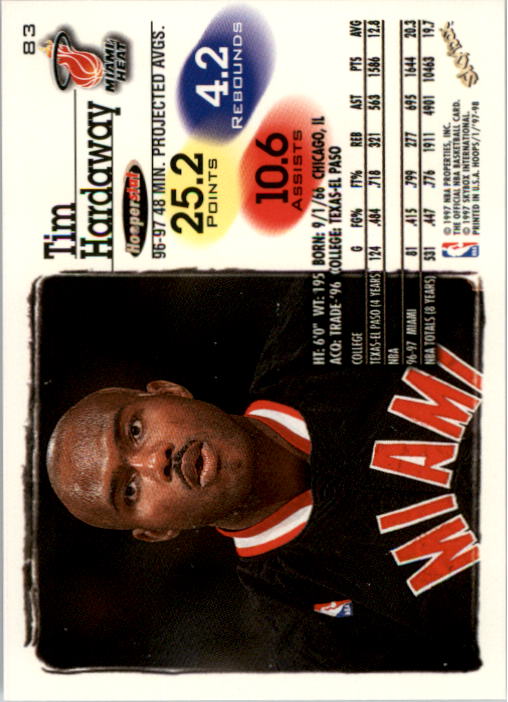 83
MIAMI HEAT
Tim
Hardaway
Hooperstat
96-97 48 MIN. PROJECTED AVGS.
25.2
POINTS
4.2
REBOUNDS
10.6
ASSISTS
HT: 6'0" WT: 195 BORN: 9/1/66 CHICAGO, IL
ACQ: TRADE-'96 COLLEGE: TEXAS-EL PASO
COLLEGE G FG% FT% REB AST PTS AVG
TEXAS-EL PASO (4 YEARS) 124 .484 .718 321 563 1586 12.8
NBA
96-97 MIAMI 81 .415 .799 277 695 1644 20.3
NBA TOTALS (8 YEARS) 531 .447 .776 1911 4901 10463 19.7
© 1997 NBA PROPERTIES, INC.
THE OFFICIAL NBA BASKETBALL CARD.
© 1997 SKYBOX INTERNATIONAL.
PRINTED IN U.S.A. HOOPS/1/'97-98
SKYBOX
NBA
NBA
MIAMI